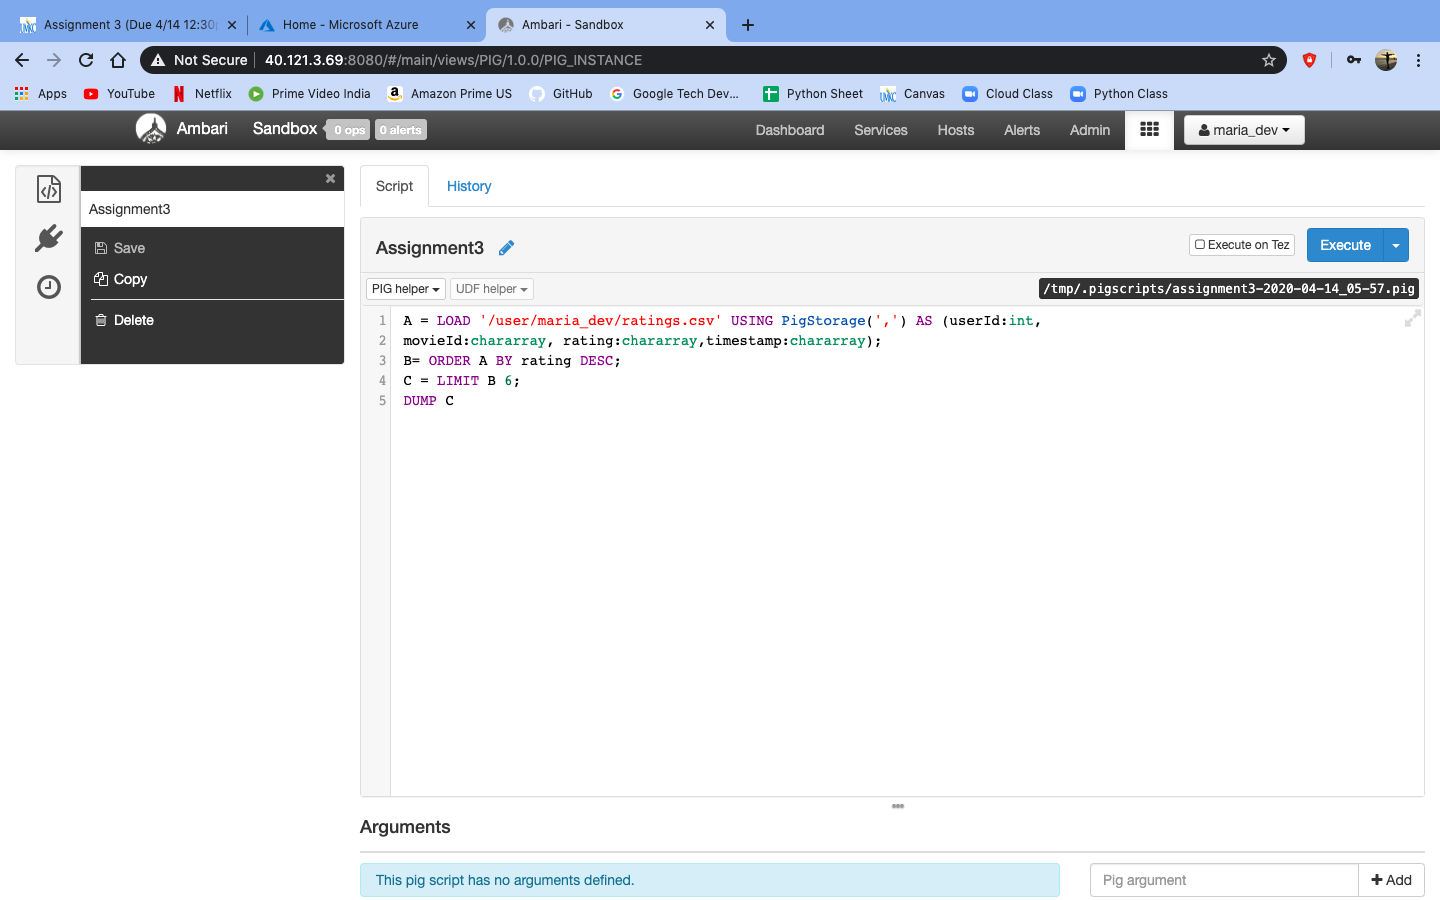 Assignment 3 (Due 4/14 12:30p
Home - Microsoft Azure
Ambari - Sandbox
Not Secure
40.121.3.69:8080/#/main/views/PIG/1.0.0/PIG_INSTANCE
Apps
YouTube
Netflix
Prime Video India
Amazon Prime US
GitHub
Google Tech Dev...
Python Sheet
Canvas
Cloud Class
Python Class
Ambari
Sandbox
0 ops
0 alerts
Dashboard
Services
Hosts
Alerts
Admin
maria_dev
Assignment3
Save
Copy
Delete
Script
History
Assignment3
Execute on Tez
Execute
PIG helper
UDF helper
/tmp/.pigscripts/assignment3-2020-04-14_05-57.pig
1 A = LOAD '/user/maria_dev/ratings.csv' USING PigStorage(',') AS (userId:int,
2 movieId:chararray, rating:chararray,timestamp:chararray);
3 B= ORDER A BY rating DESC;
4 C = LIMIT B 6;
5 DUMP C
Arguments
This pig script has no arguments defined.
Pig argument
+ Add